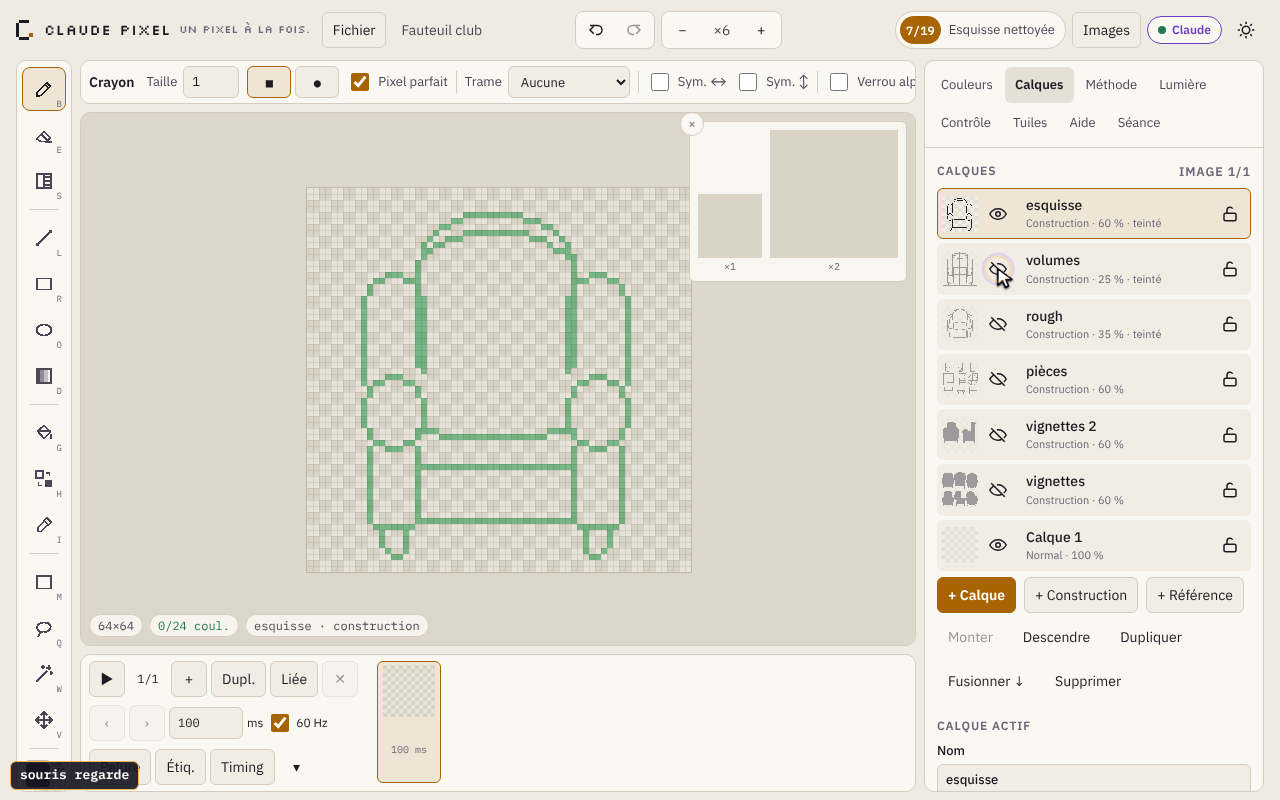 CLAUDE PIXEL UN PIXEL À LA FOIS. Fichier Fauteuil club − ×6 + 7/19 Esquisse nettoyée Images Claude
Crayon Taille 1 Pixel parfait Trame Aucune Sym. Sym. Verrou alp
Couleurs Calques Méthode Lumière
Contrôle Tuiles Aide Séance
CALQUES IMAGE 1/1
esquisse
Construction · 60 % · teinté
volumes
Construction · 25 % · teinté
rough
Construction · 35 % · teinté
pièces
Construction · 60 %
vignettes 2
Construction · 60 %
vignettes
Construction · 60 %
Calque 1
Normal · 100 %
+ Calque + Construction + Référence
Monter Descendre Dupliquer
Fusionner ↓ Supprimer
CALQUE ACTIF
Nom
esquisse
B
E
S
L
R
O
D
G
H
I
M
Q
W
V
×
×1 ×2
64×64 0/24 coul. esquisse · construction
1/1 + Dupl. Liée ×
‹ › 100 ms 60 Hz
100 ms
Étiq. Timing ▼
souris regarde